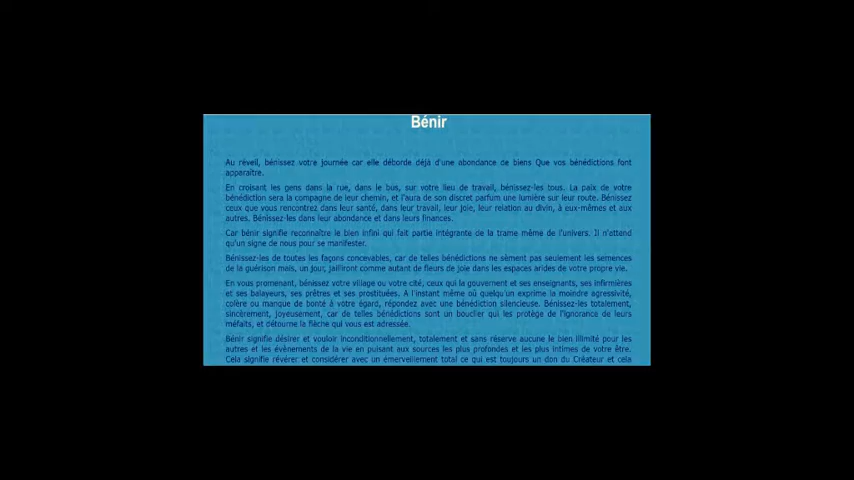 Bénir
Au réveil, bénissez votre journée car elle déborde déjà d'une abondance de biens Que vos bénédictions font
apparaître.
En croisant les gens dans la rue, dans le bus, sur votre lieu de travail, bénissez-les tous. La paix de votre
bénédiction sera la compagne de leur chemin, et l'aura de son discret parfum une lumière sur leur route. Bénissez
ceux que vous rencontrez dans leur santé, dans leur travail, leur joie, leur relation au divin, à eux-mêmes et aux
autres. Bénissez-les dans leur abondance et dans leurs finances.
Car bénir signifie reconnaître le bien infini qui fait partie intégrante de la trame même de l'univers. Il n'attend
qu'un signe de nous pour se manifester.
Bénissez-les de toutes les façons concevables, car de telles bénédictions ne sèment pas seulement les semences
de la guérison mais, un jour, jailliront comme autant de fleurs de joie dans les espaces arides de votre propre vie.
En vous promenant, bénissez votre village ou votre cité, ceux qui la gouvernent et ses enseignants, ses infirmières
et ses balayeurs, ses prêtres et ses prostituées. A l'instant même où quelqu'un exprime la moindre agressivité,
colère ou manque de bonté à votre égard, répondez avec une bénédiction silencieuse. Bénissez-les totalement,
sincèrement, joyeusement, car de telles bénédictions sont un bouclier qui les protège de l'ignorance de leurs
méfaits, et détourne la flèche qui vous est adressée.
Bénir signifie désirer et vouloir inconditionnellement, totalement et sans réserve aucune le bien illimité pour les
autres et les évènements de la vie en puisant aux sources les plus profondes et les plus intimes de votre être.
Cela signifie révérer et considérer avec un émerveillement total ce qui est toujours un don du Créateur et cela